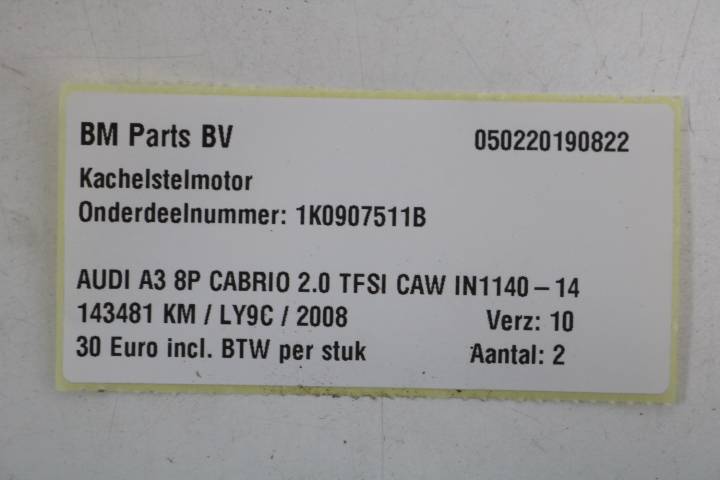 BM Parts BV 050220190822
Kachelstelmotor
Onderdeelnummer: 1K0907511B
AUDI A3 8P CABRIO 2.0 TFSI CAW IN1140-14
143481 KM / LY9C / 2008 Verz: 10
30 Euro incl. BTW per stuk Aantal: 2